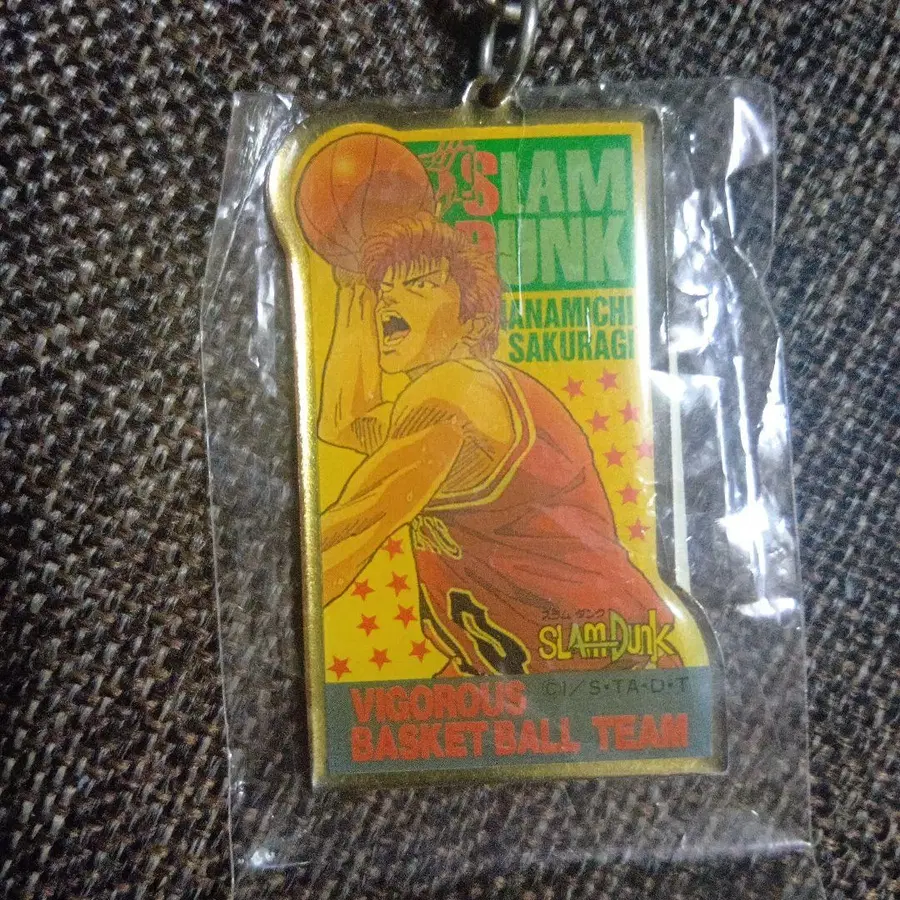 SLAM
DUNK
HANAMICHI
SAKURAGI
スラムダンク
SLAM DUNK
©I/S・TA・D・T
VIGOROUS
BASKET BALL TEAM